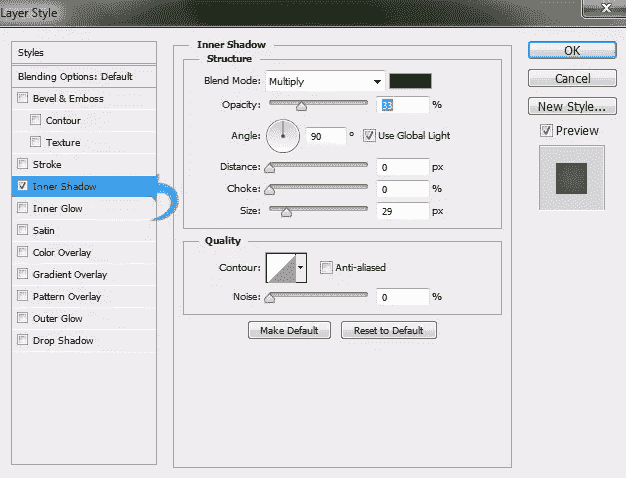 Layer Style
x
Styles
Blending Options: Default
Bevel & Emboss
Contour
Texture
Stroke
Inner Shadow
Inner Glow
Satin
Color Overlay
Gradient Overlay
Pattern Overlay
Outer Glow
Drop Shadow
Inner Shadow
Structure
Blend Mode: Multiply
Opacity: 33 %
Angle: 90 ° Use Global Light
Distance: 0 px
Choke: 0 %
Size: 29 px
Quality
Contour: Anti-aliased
Noise: 0 %
Make Default Reset to Default
OK
Cancel
New Style...
Preview